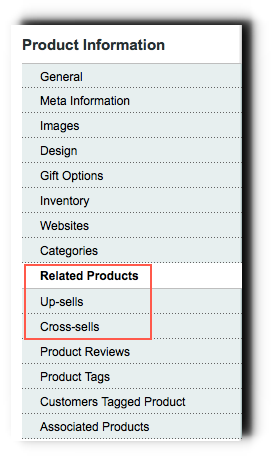 Product Information
General
Meta Information
Images
Design
Gift Options
Inventory
Websites
Categories
Related Products
Up-sells
Cross-sells
Product Reviews
Product Tags
Customers Tagged Product
Associated Products